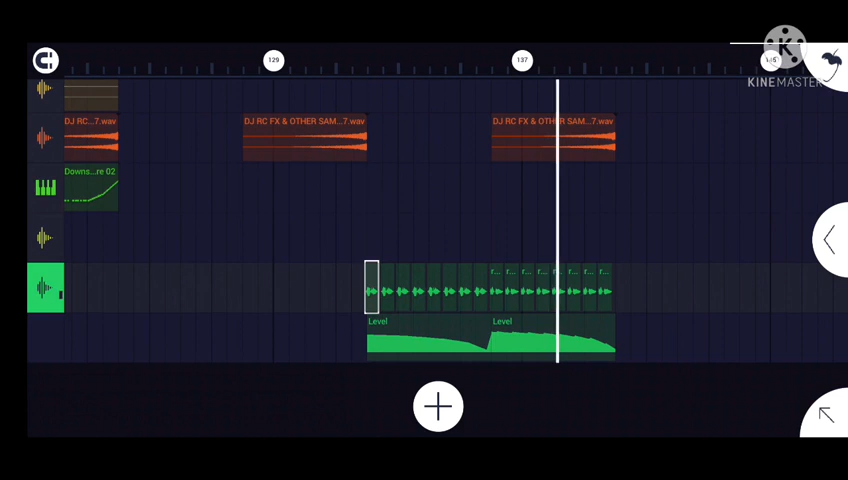 129
137
145
KINEMASTER
DJ RC...7.wav
DJ RC FX & OTHER SAM...7.wav
DJ RC FX & OTHER SAM...7.wav
Downs...re 02
r... r... r... r... r... r... r... r...
Level
Level